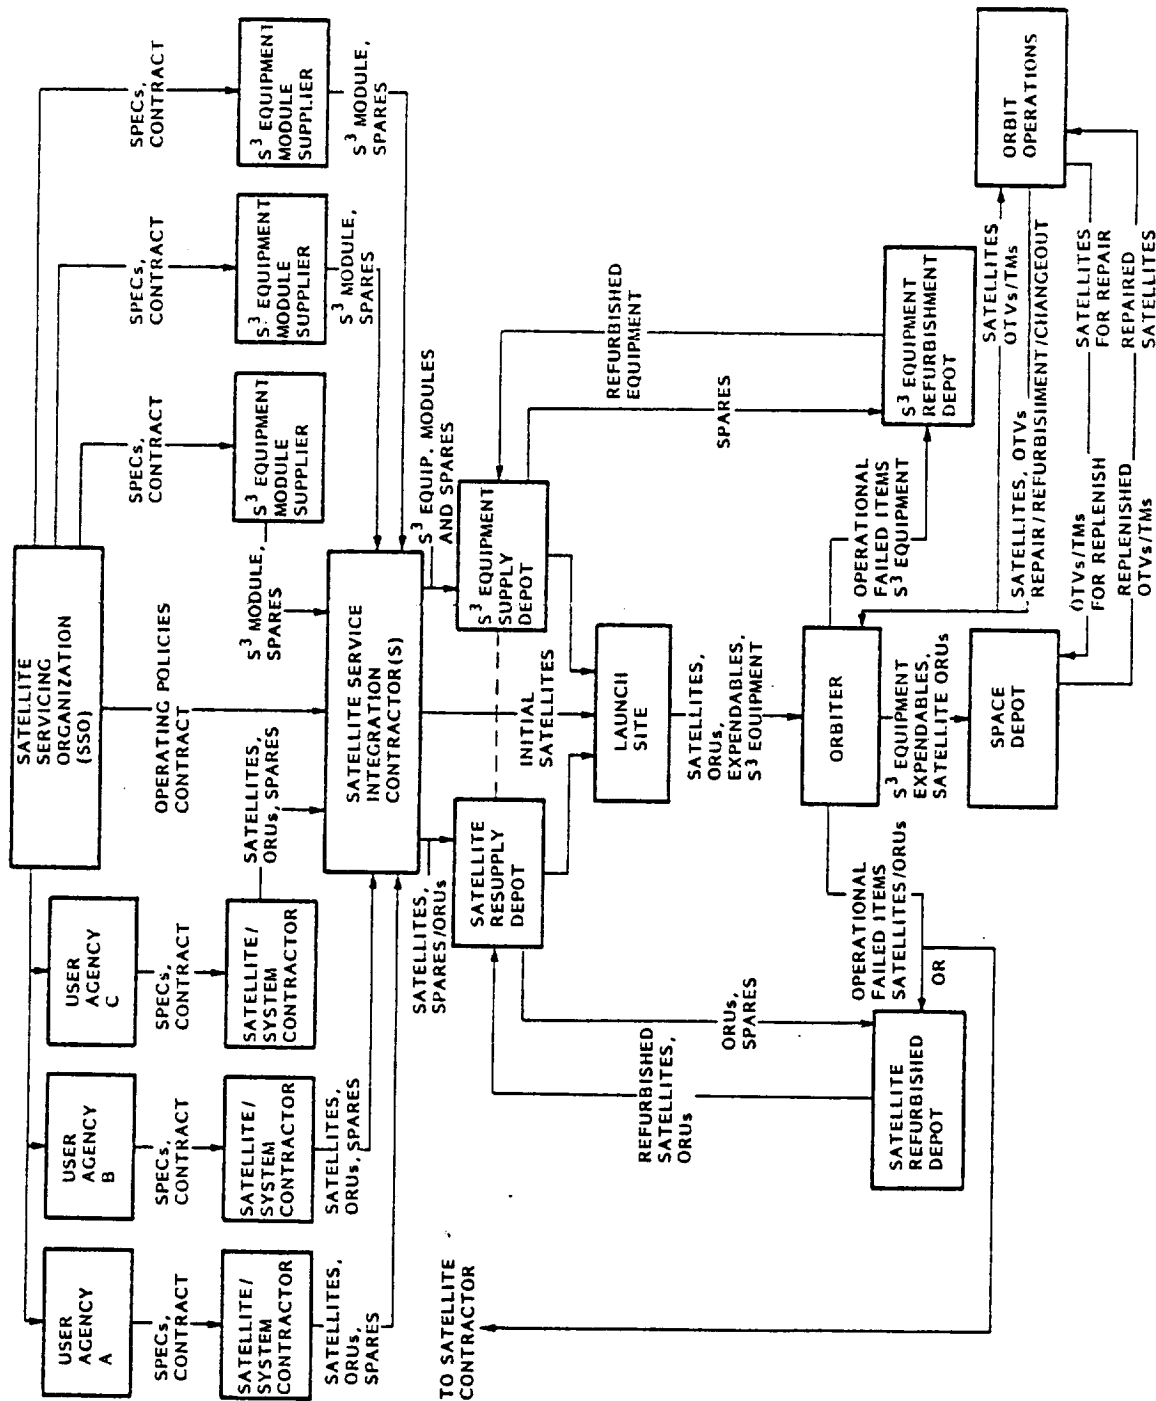 SATELLITE
SERVICING
ORGANIZATION
(SSO)
USER
AGENCY
A
USER
AGENCY
B
USER
AGENCY
C
SPECs,
CONTRACT
SPECs,
CONTRACT
SPECs,
CONTRACT
OPERATING POLICIES
CONTRACT
SPECs,
CONTRACT
SPECs,
CONTRACT
SPECs,
CONTRACT
SATELLITE/
SYSTEM
CONTRACTOR
SATELLITE/
SYSTEM
CONTRACTOR
SATELLITE/
SYSTEM
CONTRACTOR
S³ EQUIPMENT
MODULE
SUPPLIER
S³ EQUIPMENT
MODULE
SUPPLIER
S³ EQUIPMENT
MODULE
SUPPLIER
SATELLITES,
ORUs,
SPARES
SATELLITES,
ORUs, SPARES
SATELLITES,
ORUs, SPARES
S³ MODULE,
SPARES
S³ MODULE,
SPARES
S³ MODULE,
SPARES
SATELLITE SERVICE
INTEGRATION
CONTRACTOR(S)
TO SATELLITE
CONTRACTOR
SATELLITES,
SPARES/ORUs
S³ EQUIP. MODULES
AND SPARES
SATELLITE
RESUPPLY
DEPOT
S³ EQUIPMENT
SUPPLY
DEPOT
INITIAL
SATELLITES
LAUNCH
SITE
REFURBISHED
SATELLITES,
ORUs
ORUs,
SPARES
REFURBISHED
EQUIPMENT
SPARES
SATELLITES,
ORUs,
EXPENDABLES,
S³ EQUIPMENT
ORBITER
OPERATIONAL
FAILED ITEMS
SATELLITES/ORUs
OR
OPERATIONAL
FAILED ITEMS
S³ EQUIPMENT
SATELLITE
REFURBISHED
DEPOT
S³ EQUIPMENT
REFURBISHMENT
DEPOT
S³ EQUIPMENT
EXPENDABLES,
SATELLITE ORUs
SPACE
DEPOT
SATELLITES
OTVs/TMs
SATELLITES, OTVs
REPAIR/REFURBISHMENT/CHANGEOUT
ORBIT
OPERATIONS
OTVs/TMs
FOR REPLENISH
SATELLITES
FOR REPAIR
REPLENISHED
OTVs/TMs
REPAIRED
SATELLITES